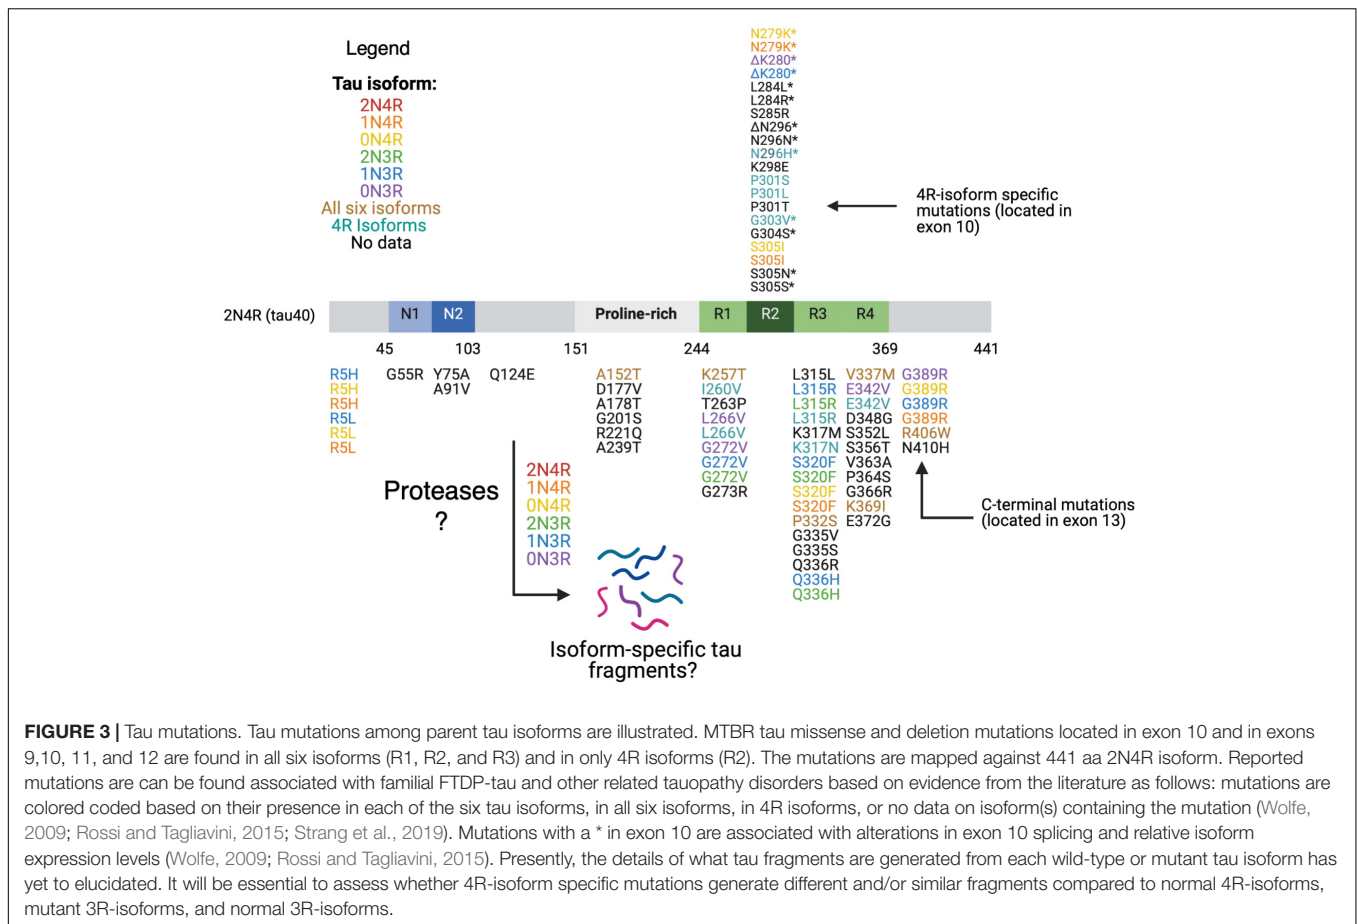 Legend
Tau isoform:
2N4R
1N4R
0N4R
2N3R
1N3R
0N3R
All six isoforms
4R Isoforms
No data
N279K*
N279K*
ΔK280*
ΔK280*
L284L*
L284R*
S285R
ΔN296*
N296N*
N296H*
K298E
P301S
P301L
P301T
G303V*
G304S*
S305I
S305I
S305N*
S305S*
4R-isoform specific
mutations (located in
exon 10)
2N4R (tau40)
N1 N2 Proline-rich R1 R2 R3 R4
45 103 151 244 369 441
R5H
R5H
R5H
R5L
R5L
R5L
G55R
Y75A
A91V
Q124E
A152T
D177V
A178T
G201S
R221Q
A239T
K257T
I260V
T263P
L266V
L266V
G272V
G272V
G272V
G273R
L315L
L315R
L315R
L315R
K317M
K317N
S320F
S320F
S320F
S320F
P332S
G335V
G335S
Q336R
Q336H
Q336H
V337M
E342V
E342V
D348G
S352L
S356T
V363A
P364S
G366R
K369I
E372G
G389R
G389R
G389R
G389R
R406W
N410H
C-terminal mutations
(located in exon 13)
Proteases
?
2N4R
1N4R
0N4R
2N3R
1N3R
0N3R
Isoform-specific tau
fragments?
FIGURE 3 | Tau mutations. Tau mutations among parent tau isoforms are illustrated. MTBR tau missense and deletion mutations located in exon 10 and in exons
9,10, 11, and 12 are found in all six isoforms (R1, R2, and R3) and in only 4R isoforms (R2). The mutations are mapped against 441 aa 2N4R isoform. Reported
mutations are can be found associated with familial FTDP-tau and other related tauopathy disorders based on evidence from the literature as follows: mutations are
colored coded based on their presence in each of the six tau isoforms, in all six isoforms, in 4R isoforms, or no data on isoform(s) containing the mutation (Wolfe,
2009; Rossi and Tagliavini, 2015; Strang et al., 2019). Mutations with a * in exon 10 are associated with alterations in exon 10 splicing and relative isoform
expression levels (Wolfe, 2009; Rossi and Tagliavini, 2015). Presently, the details of what tau fragments are generated from each wild-type or mutant tau isoform has
yet to elucidated. It will be essential to assess whether 4R-isoform specific mutations generate different and/or similar fragments compared to normal 4R-isoforms,
mutant 3R-isoforms, and normal 3R-isoforms.